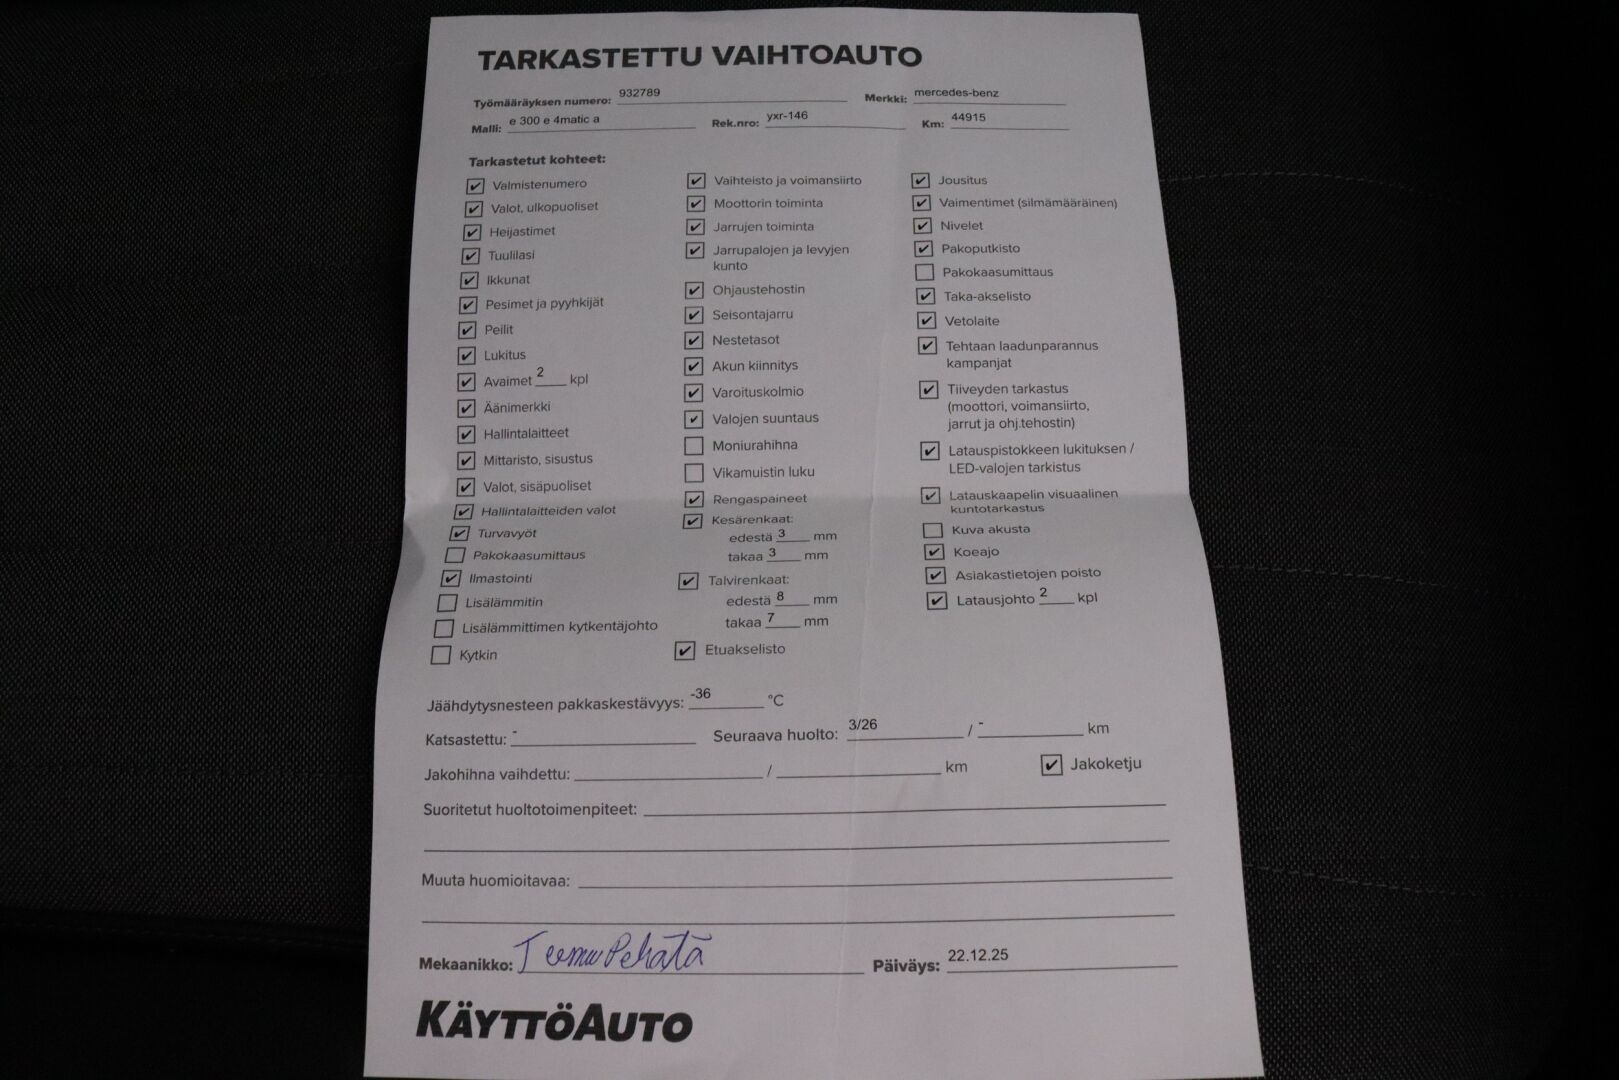 TARKASTETTU VAIHTOAUTO
Työmääräyksen numero: 932789 Merkki: mercedes-benz
Malli: e 300 e 4matic a Rek.nro: yxr-146 Km: 44915
Tarkastetut kohteet:
✔ Valmistenumero
✔ Valot, ulkopuoliset
✔ Heijastimet
✔ Tuulilasi
✔ Ikkunat
✔ Pesimet ja pyyhkijät
✔ Peilit
✔ Lukitus
✔ Avaimet 2 kpl
✔ Äänimerkki
✔ Hallintalaitteet
✔ Mittaristo, sisustus
✔ Valot, sisäpuoliset
✔ Hallintalaitteiden valot
✔ Turvavyöt
Pakokaasumittaus
✔ Ilmastointi
Lisälämmitin
Lisälämmittimen kytkentäjohto
Kytkin
✔ Vaihteisto ja voimansiirto
✔ Moottorin toiminta
✔ Jarrujen toiminta
✔ Jarrupalojen ja levyjen
kunto
✔ Ohjaustehostin
✔ Seisontajarru
✔ Nestetasot
✔ Akun kiinnitys
✔ Varoituskolmio
✔ Valojen suuntaus
Moniurahihna
Vikamuistin luku
✔ Rengaspaineet
✔ Kesärenkaat:
edestä 3 mm
takaa 3 mm
✔ Talvirenkaat:
edestä 8 mm
takaa 7 mm
✔ Etuakselisto
✔ Jousitus
✔ Vaimentimet (silmämääräinen)
✔ Nivelet
✔ Pakoputkisto
Pakokaasumittaus
✔ Taka-akselisto
✔ Vetolaite
✔ Tehtaan laadunparannus
kampanjat
✔ Tiiveyden tarkastus
(moottori, voimansiirto,
jarrut ja ohj.tehostin)
✔ Latauspistokkeen lukituksen /
LED-valojen tarkistus
✔ Latauskaapelin visuaalinen
kuntotarkastus
Kuva akusta
✔ Koeajo
✔ Asiakastietojen poisto
✔ Latausjohto 2 kpl
Jäähdytysnesteen pakkaskestävyys: -36 °C
Katsastettu: - Seuraava huolto: 3/26 / - km
Jakohihna vaihdettu: / km ✔ Jakoketju
Suoritetut huoltotoimenpiteet:
Muuta huomioitavaa:
Mekaanikko: Teemu Pekatä Päiväys: 22.12.25
KÄYTTÖAUTO